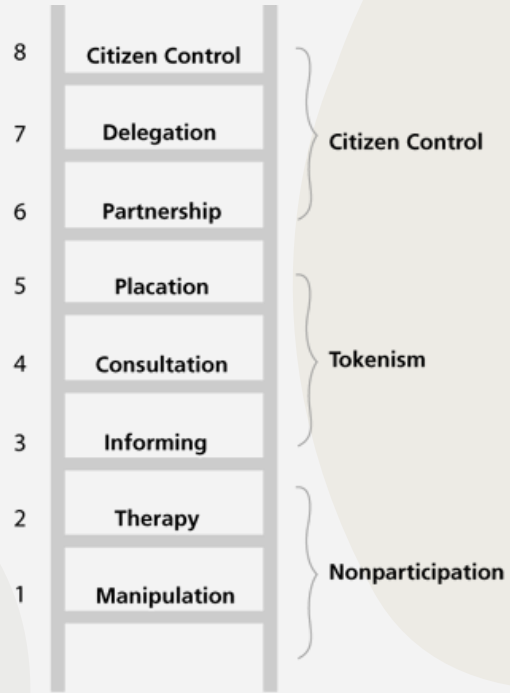 8 Citizen Control
7 Delegation
Citizen Control
6 Partnership
5 Placation
4 Consultation
Tokenism
3 Informing
2 Therapy
Nonparticipation
1 Manipulation